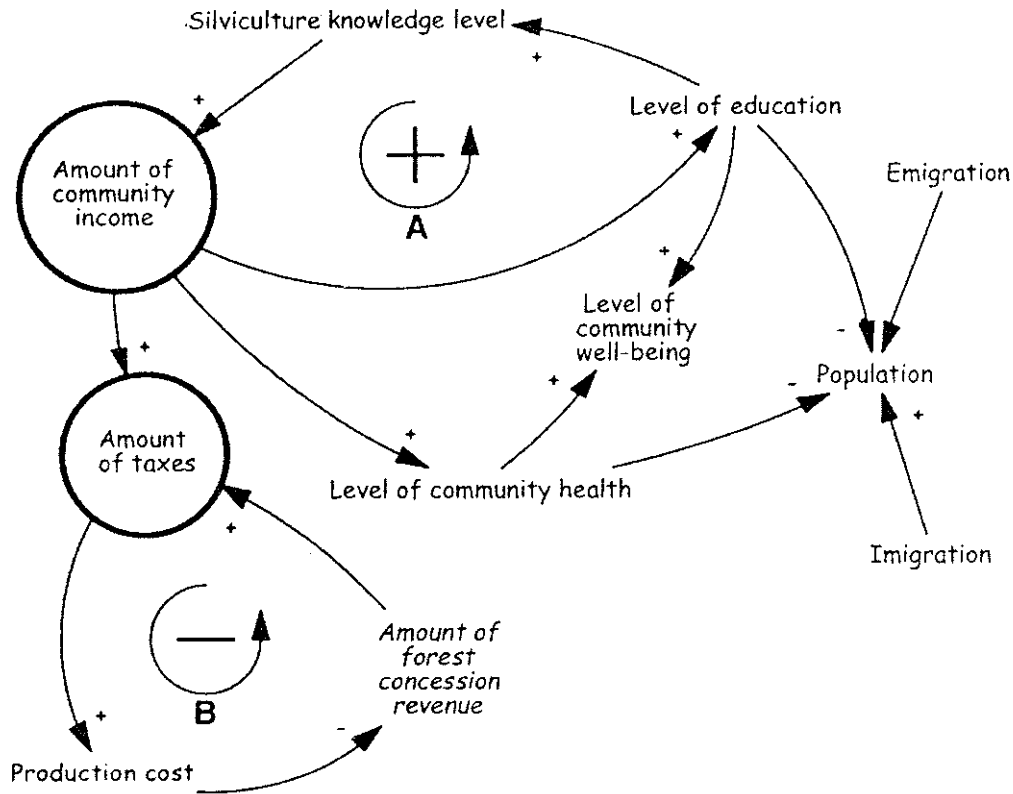 Silviculture knowledge level
+
Level of education
+
Amount of
community
income
+
A
+
Emigration
+
Level of
community
well-being
-
Population
-
+
+
+
Amount
of taxes
+
Level of community health
+
Imigration
Amount of
forest
concession
revenue
-
B
+
-
Production cost